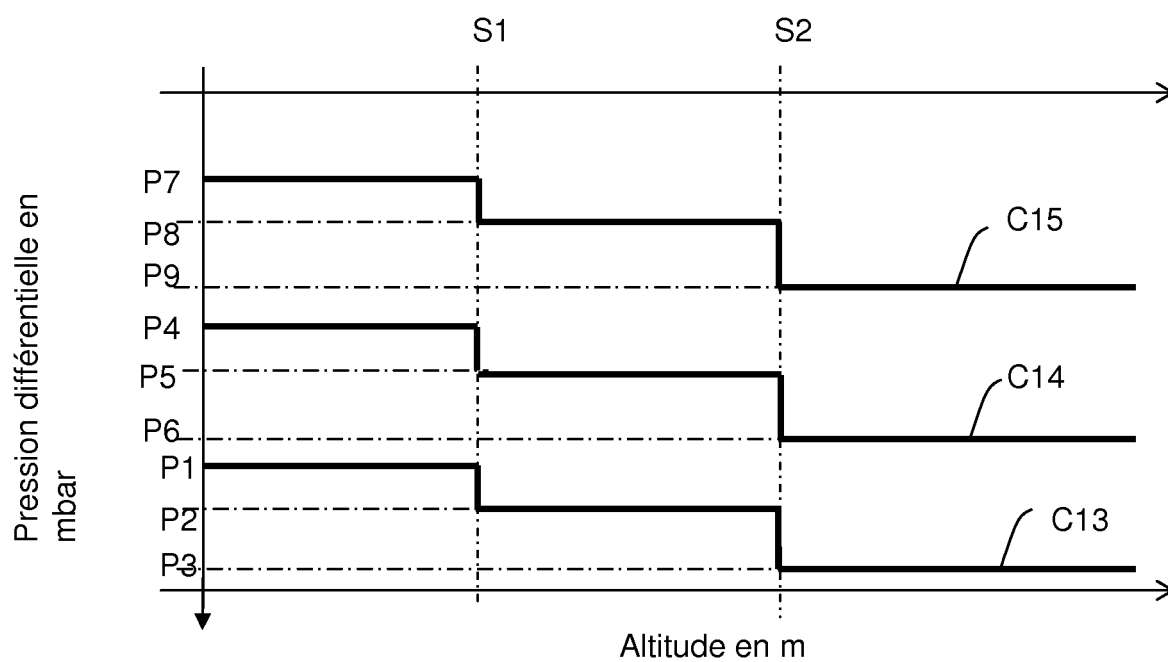 S1 S2
P7
P8
C15
P9
P4
P5
C14
P6
P1
P2
C13
P3
Pression différentielle en
mbar
Altitude en m